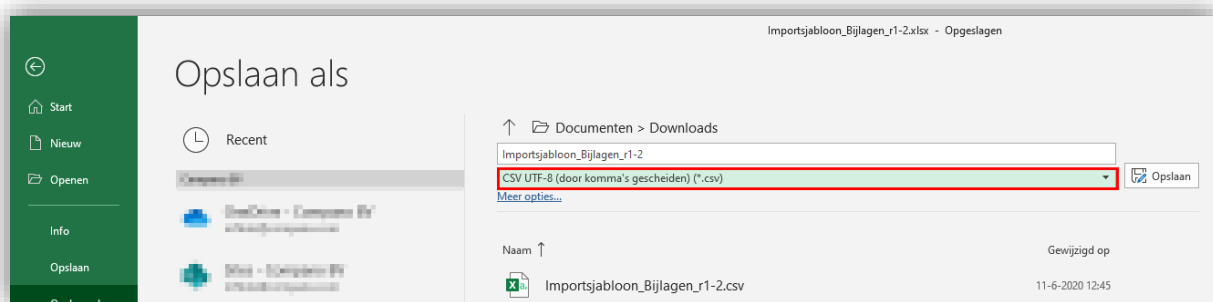 Importsjabloon_Bijlagen_r1-2.xlsx - Opgeslagen
Opslaan als
Start
Nieuw
Openen
Info
Opslaan
Recent
Documenten > Downloads
Importsjabloon_Bijlagen_r1-2
CSV UTF-8 (door komma's gescheiden) (*.csv)
Opslaan
Meer opties...
Naam
Gewijzigd op
Importsjabloon_Bijlagen_r1-2.csv
11-6-2020 12:45